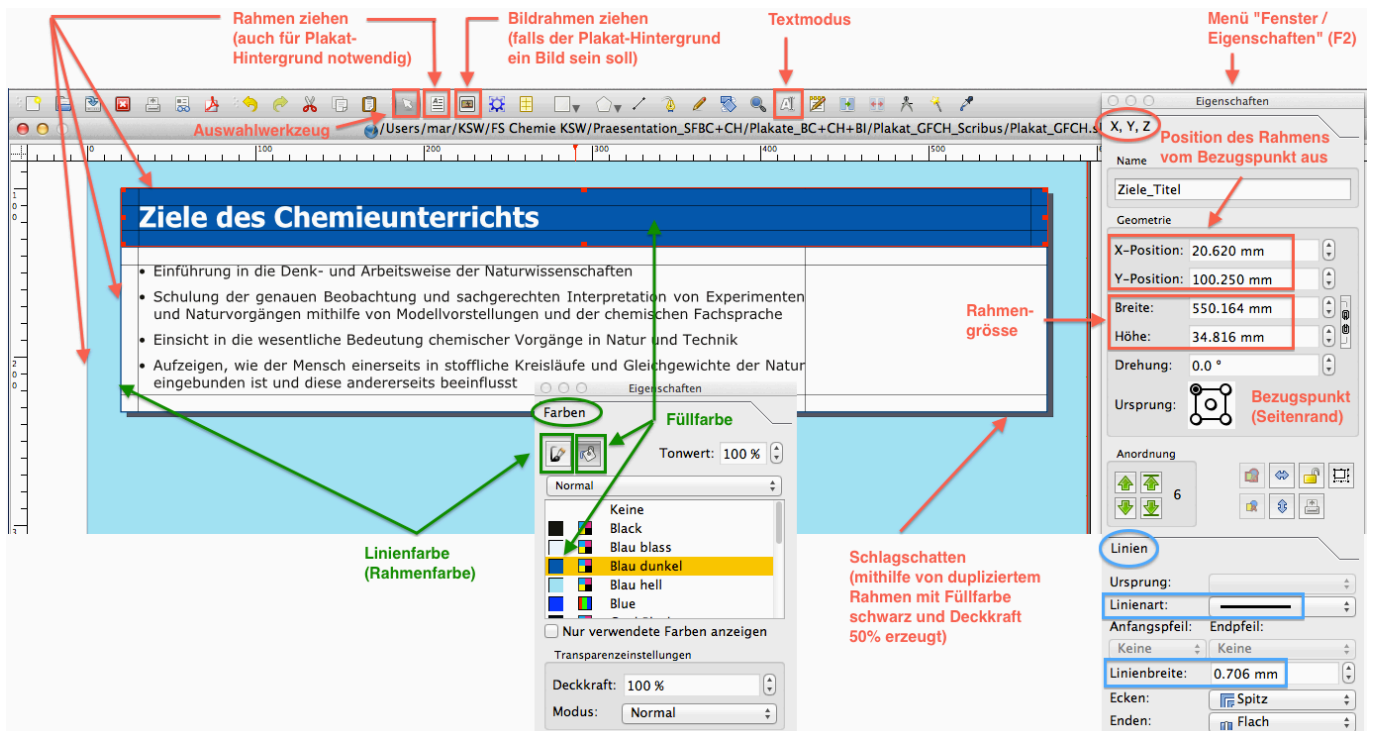 Rahmen ziehen
(auch für Plakat-
Hintergrund notwendig)
Bildrahmen ziehen
(falls der Plakat-Hintergrund
ein Bild sein soll)
Textmodus
Menü "Fenster /
Eigenschaften" (F2)
Auswahlwerkzeug
/Users/mar/KSW/FS Chemie KSW/Praesentation_SFBC+CH/Plakate_BC+CH+BI/Plakat_GFCH_Scribus/Plakat_GFCH.s
0 100 200 300 400 500
100
200
Ziele des Chemieunterrichts
• Einführung in die Denk- und Arbeitsweise der Naturwissenschaften
• Schulung der genauen Beobachtung und sachgerechten Interpretation von Experimenten
und Naturvorgängen mithilfe von Modellvorstellungen und der chemischen Fachsprache
• Einsicht in die wesentliche Bedeutung chemischer Vorgänge in Natur und Technik
• Aufzeigen, wie der Mensch einerseits in stoffliche Kreisläufe und Gleichgewichte der Natur
eingebunden ist und diese andererseits beeinflusst
Linienfarbe
(Rahmenfarbe)
Eigenschaften
Farben
Füllfarbe
Tonwert: 100 %
Normal
Keine
Black
Blau blass
Blau dunkel
Blau hell
Blue
Nur verwendete Farben anzeigen
Transparenzeinstellungen
Deckkraft: 100 %
Modus: Normal
Schlagschatten
(mithilfe von dupliziertem
Rahmen mit Füllfarbe
schwarz und Deckkraft
50% erzeugt)
Rahmen-
grösse
Eigenschaften
X, Y, Z
Position des Rahmens
vom Bezugspunkt aus
Name
Ziele_Titel
Geometrie
X-Position: 20.620 mm
Y-Position: 100.250 mm
Breite: 550.164 mm
Höhe: 34.816 mm
Drehung: 0.0 °
Ursprung:
Bezugspunkt
(Seitenrand)
Anordnung
6
Linien
Ursprung:
Linienart:
Anfangspfeil: Endpfeil:
Keine Keine
Linienbreite: 0.706 mm
Ecken: Spitz
Enden: Flach